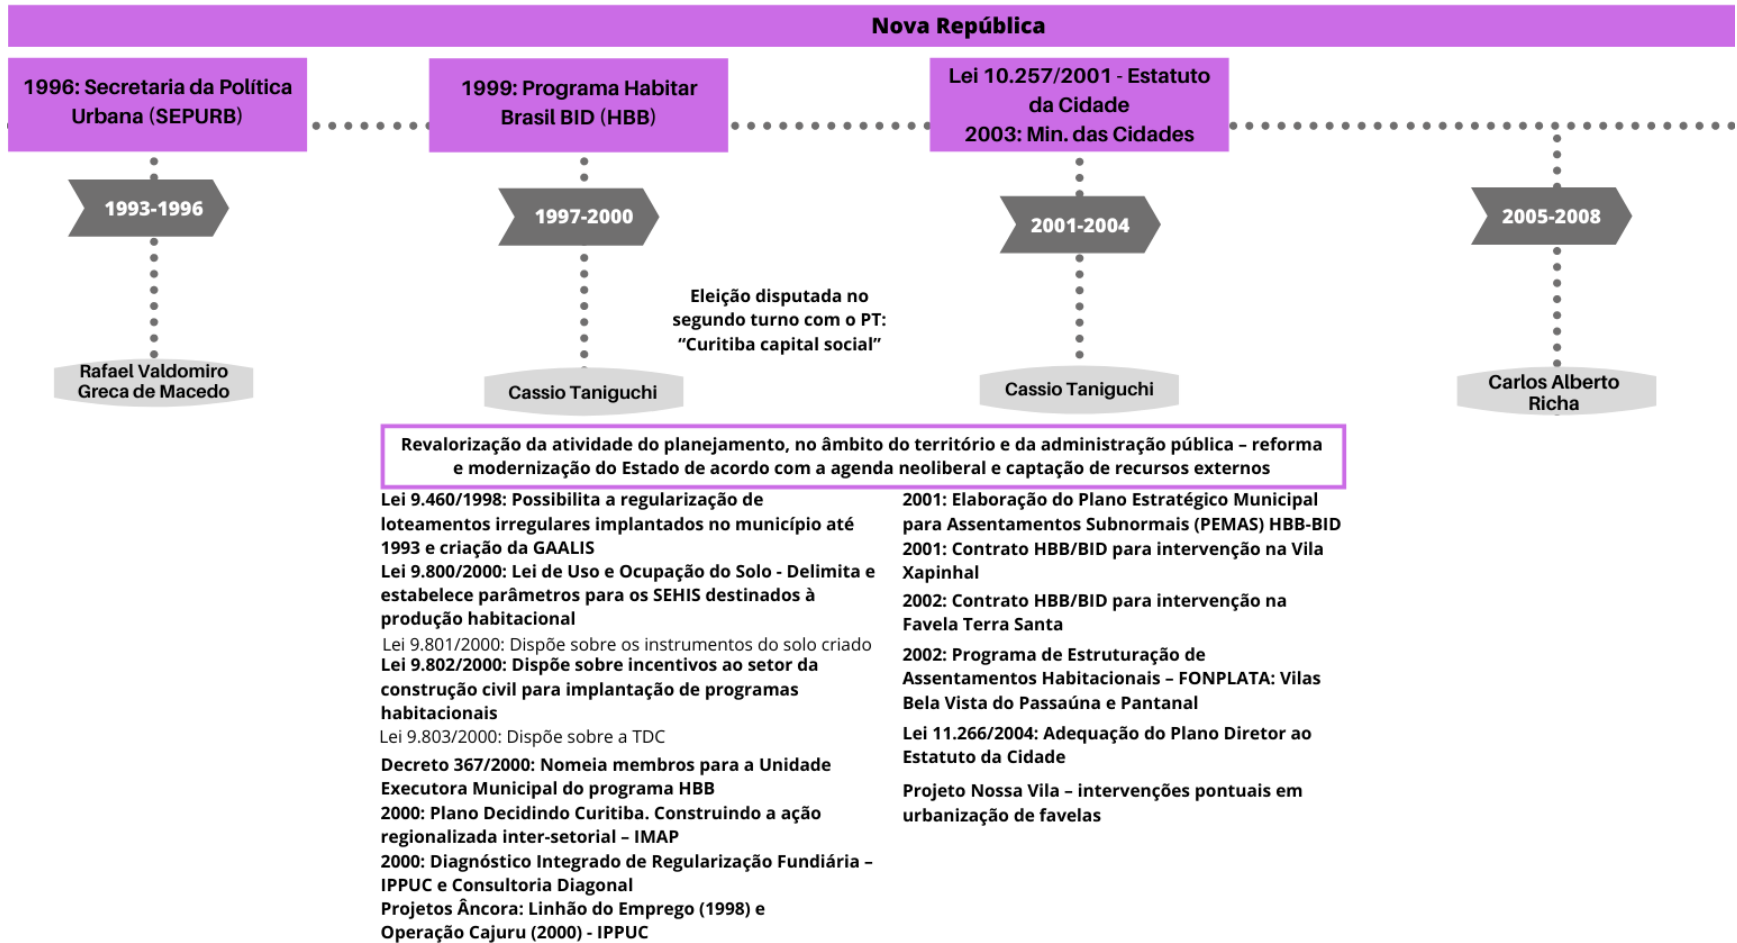 Nova República
1996: Secretaria da Política
Urbana (SEPURB)
1999: Programa Habitar
Brasil BID (HBB)
Lei 10.257/2001 - Estatuto
da Cidade
2003: Min. das Cidades
1993-1996
1997-2000
2001-2004
2005-2008
Eleição disputada no
segundo turno com o PT:
“Curitiba capital social”
Rafael Valdomiro
Greca de Macedo
Cassio Taniguchi
Cassio Taniguchi
Carlos Alberto
Richa
Revalorização da atividade do planejamento, no âmbito do território e da administração pública – reforma
e modernização do Estado de acordo com a agenda neoliberal e captação de recursos externos
Lei 9.460/1998: Possibilita a regularização de
loteamentos irregulares implantados no município até
1993 e criação da GAALIS
Lei 9.800/2000: Lei de Uso e Ocupação do Solo - Delimita e
estabelece parâmetros para os SEHIS destinados à
produção habitacional
Lei 9.801/2000: Dispõe sobre os instrumentos do solo criado
Lei 9.802/2000: Dispõe sobre incentivos ao setor da
construção civil para implantação de programas
habitacionais
Lei 9.803/2000: Dispõe sobre a TDC
Decreto 367/2000: Nomeia membros para a Unidade
Executora Municipal do programa HBB
2000: Plano Decidindo Curitiba. Construindo a ação
regionalizada inter-setorial – IMAP
2000: Diagnóstico Integrado de Regularização Fundiária –
IPPUC e Consultoria Diagonal
Projetos Âncora: Linhão do Emprego (1998) e
Operação Cajuru (2000) - IPPUC
2001: Elaboração do Plano Estratégico Municipal
para Assentamentos Subnormais (PEMAS) HBB-BID
2001: Contrato HBB/BID para intervenção na Vila
Xapinhal
2002: Contrato HBB/BID para intervenção na
Favela Terra Santa
2002: Programa de Estruturação de
Assentamentos Habitacionais – FONPLATA: Vilas
Bela Vista do Passaúna e Pantanal
Lei 11.266/2004: Adequação do Plano Diretor ao
Estatuto da Cidade
Projeto Nossa Vila – intervenções pontuais em
urbanização de favelas